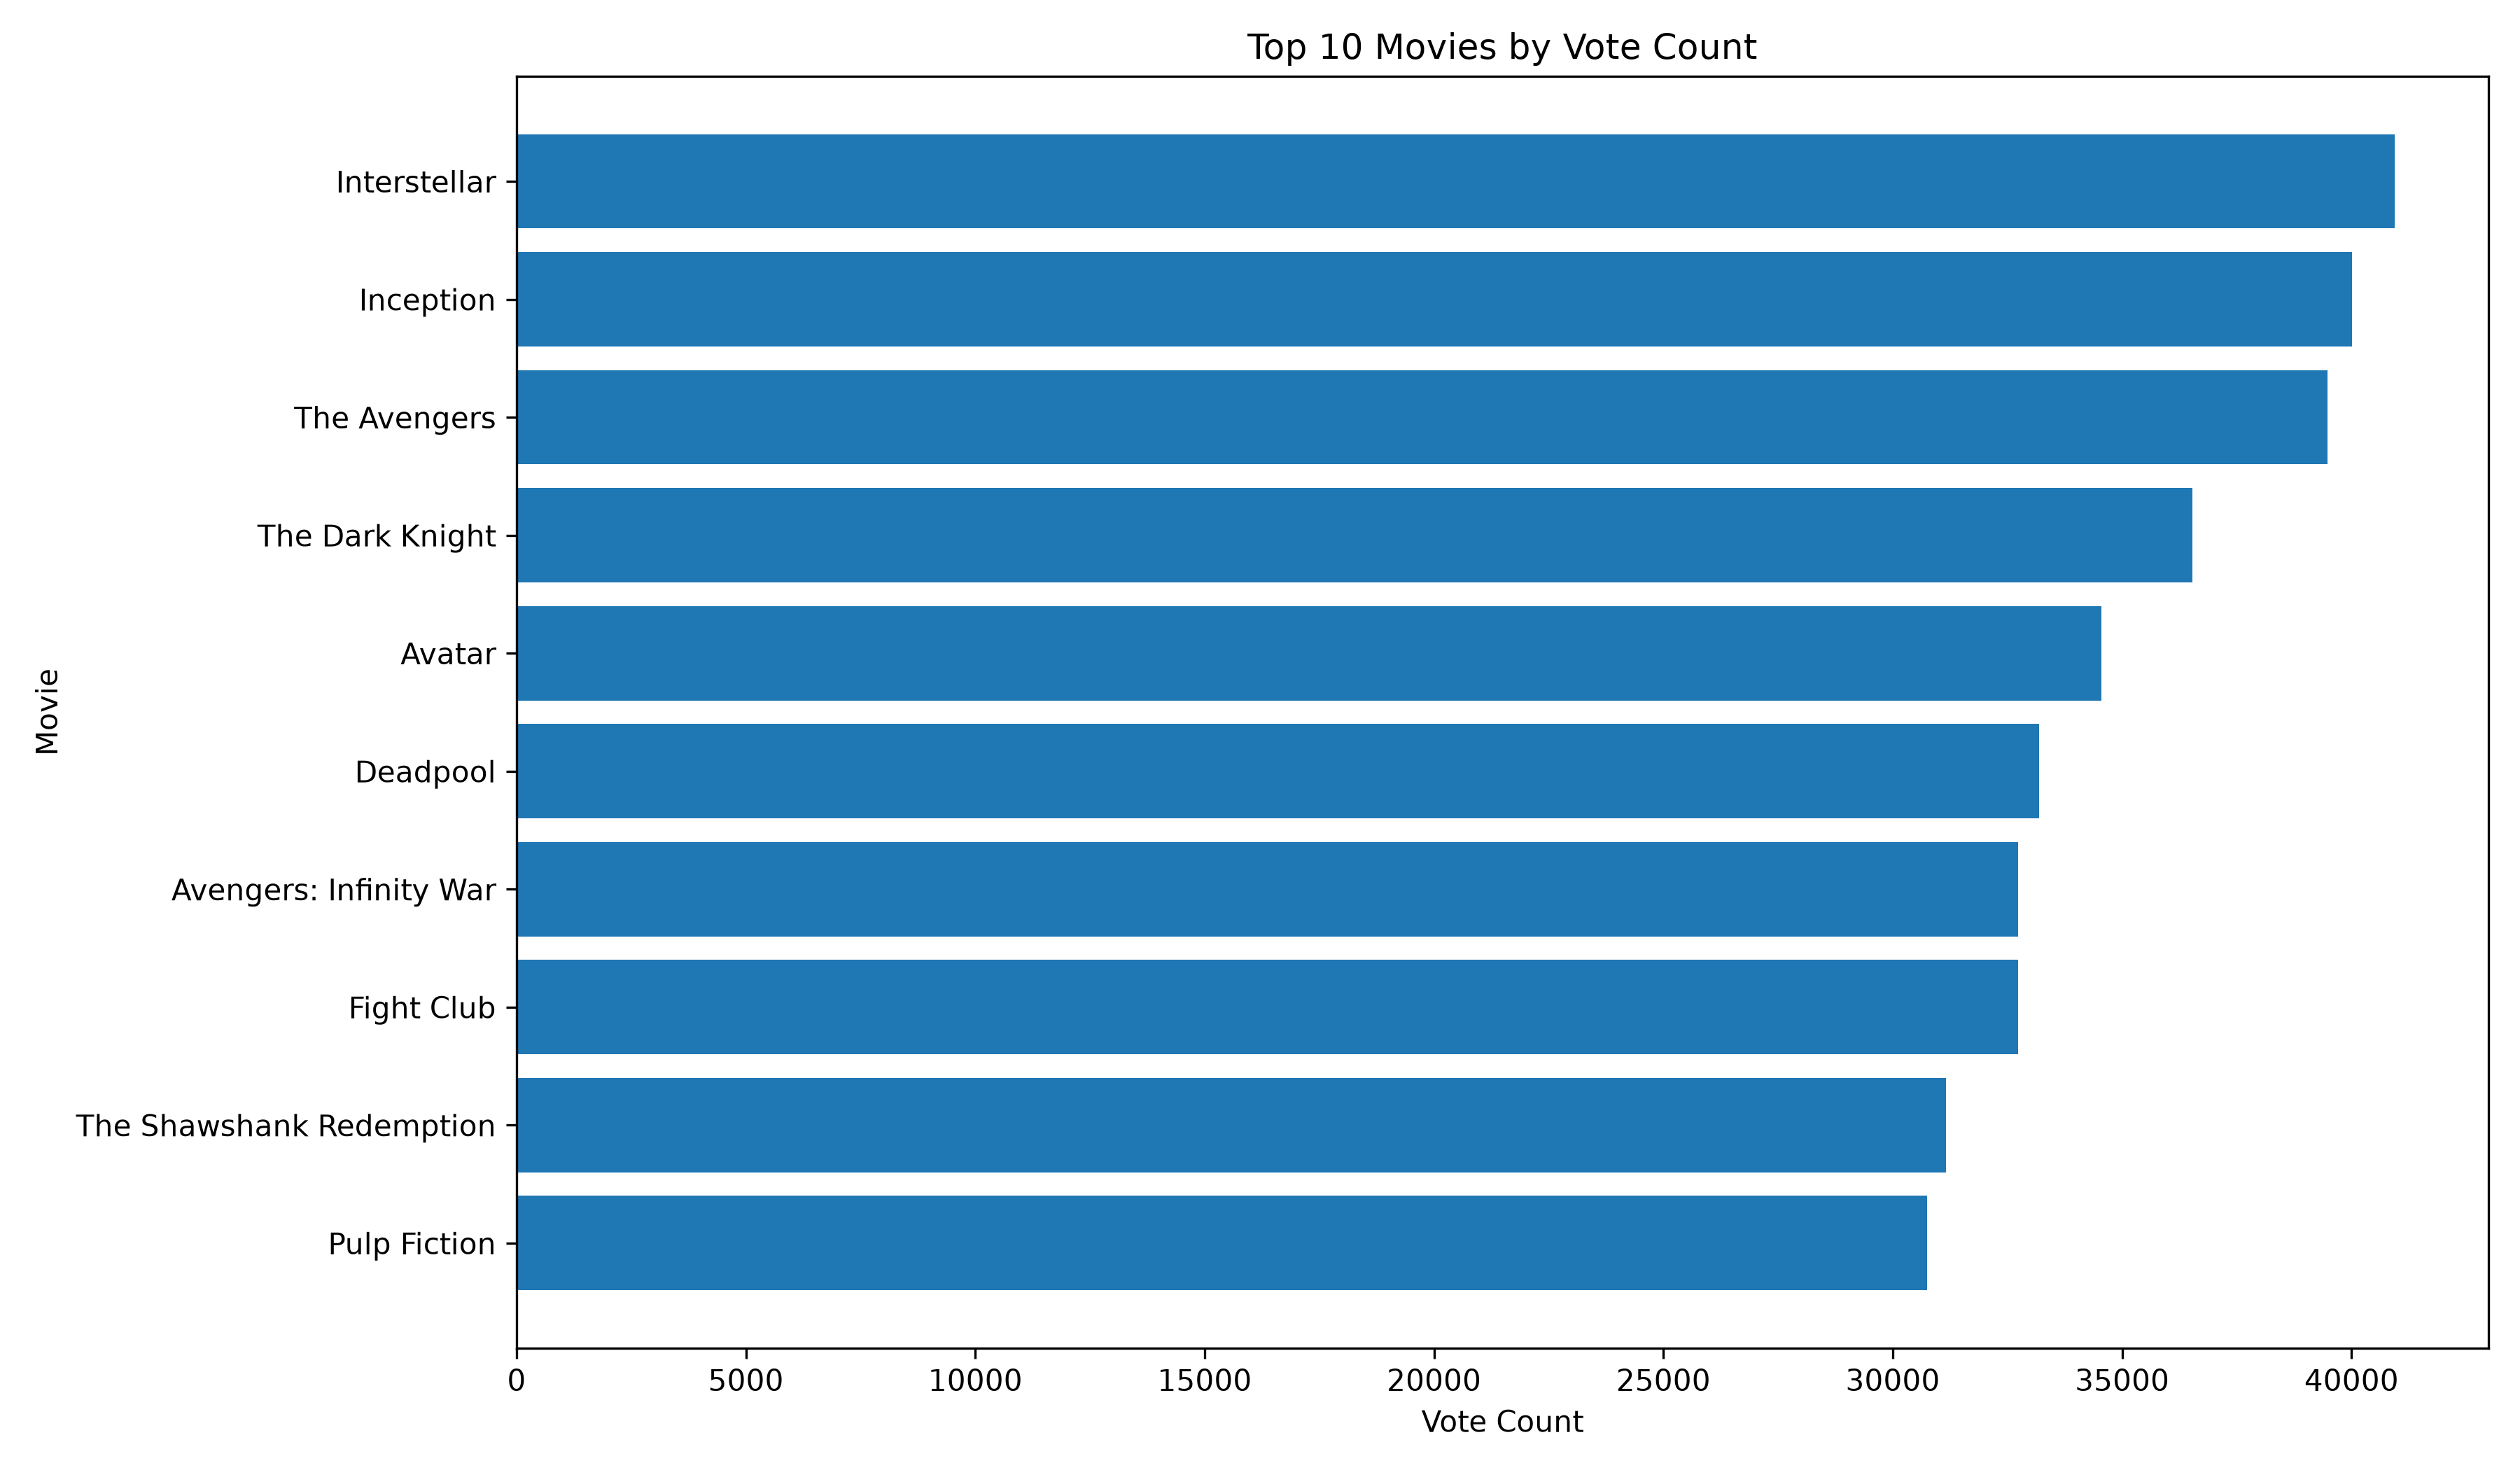 Top 10 Movies by Vote Count
Movie
Interstellar
Inception
The Avengers
The Dark Knight
Avatar
Deadpool
Avengers: Infinity War
Fight Club
The Shawshank Redemption
Pulp Fiction
0 5000 10000 15000 20000 25000 30000 35000 40000
Vote Count